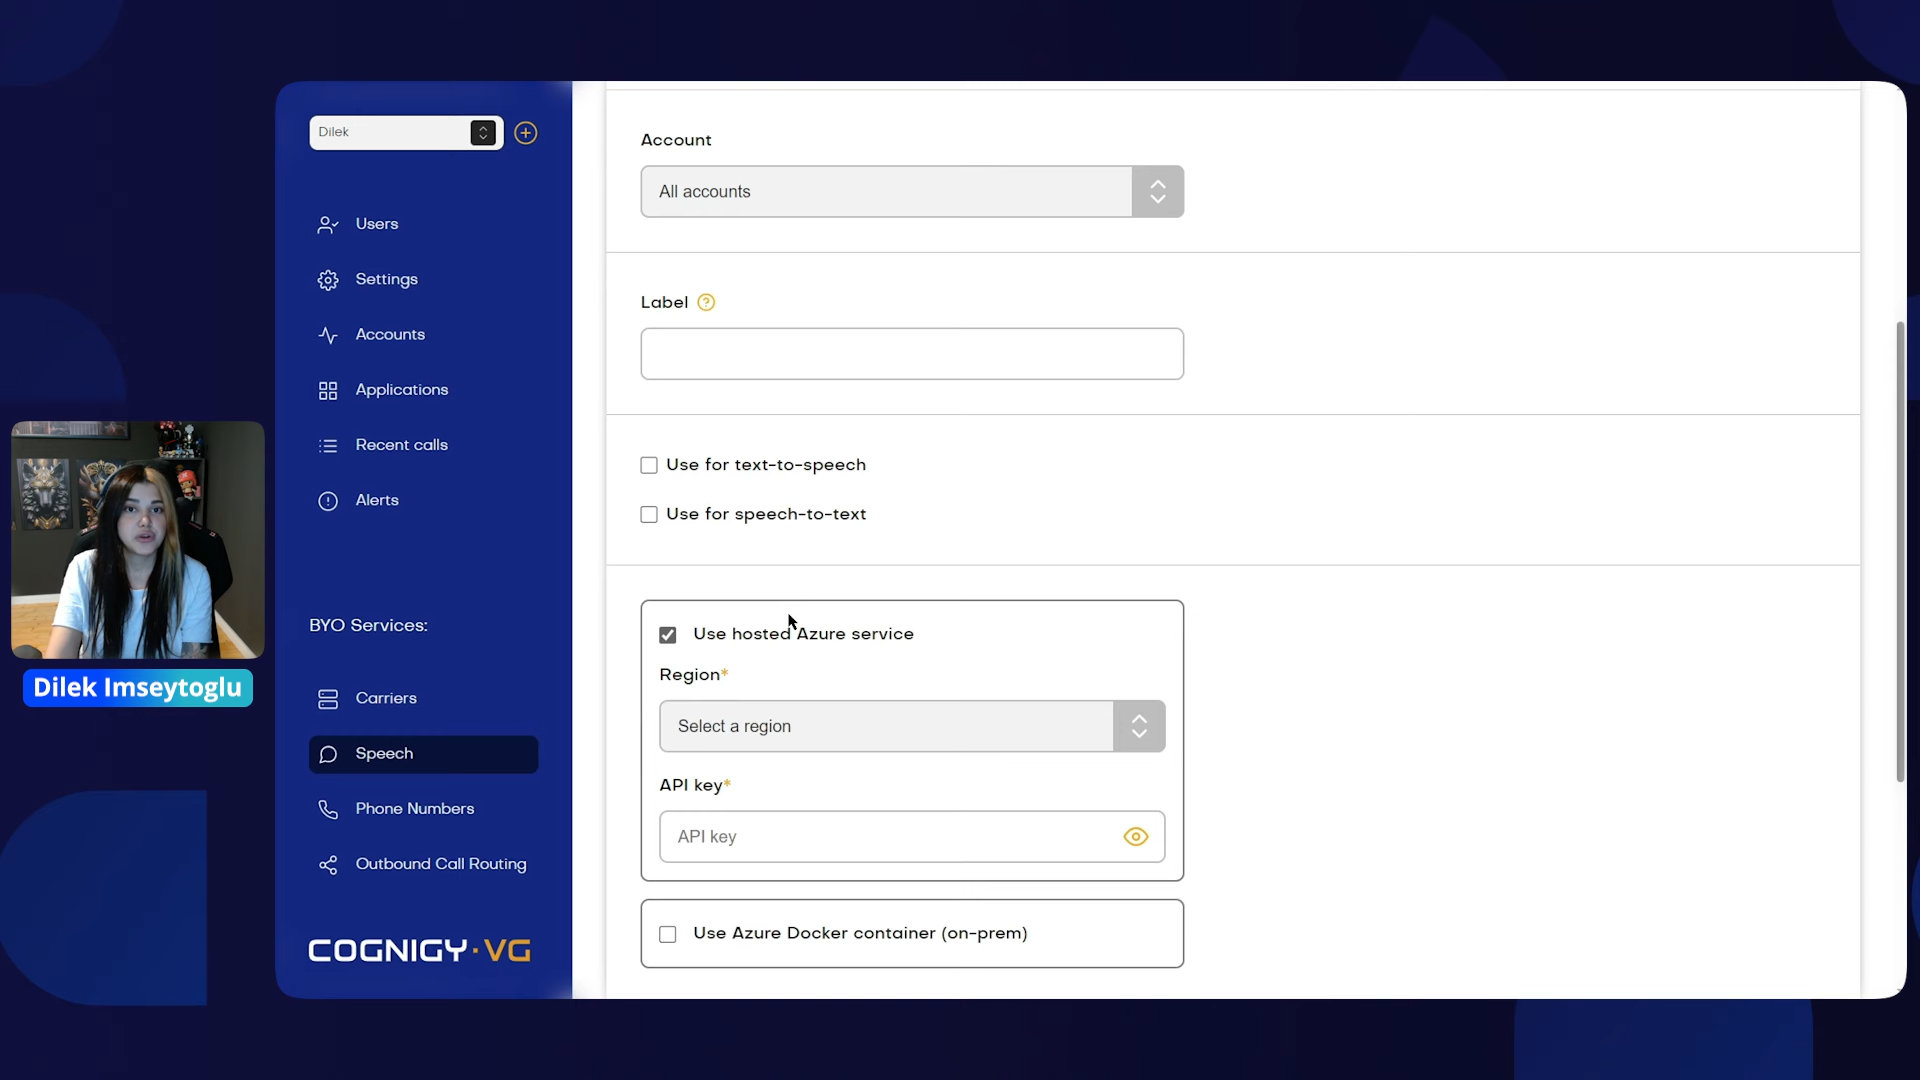 Dilek
Users
Settings
Accounts
Applications
Recent calls
Alerts
BYO Services:
Carriers
Speech
Phone Numbers
Outbound Call Routing
COGNIGY·VG
Account
All accounts
Label ?
Use for text-to-speech
Use for speech-to-text
Use hosted Azure service
Region*
Select a region
API key*
API key
Use Azure Docker container (on-prem)
Dilek Imseytoglu